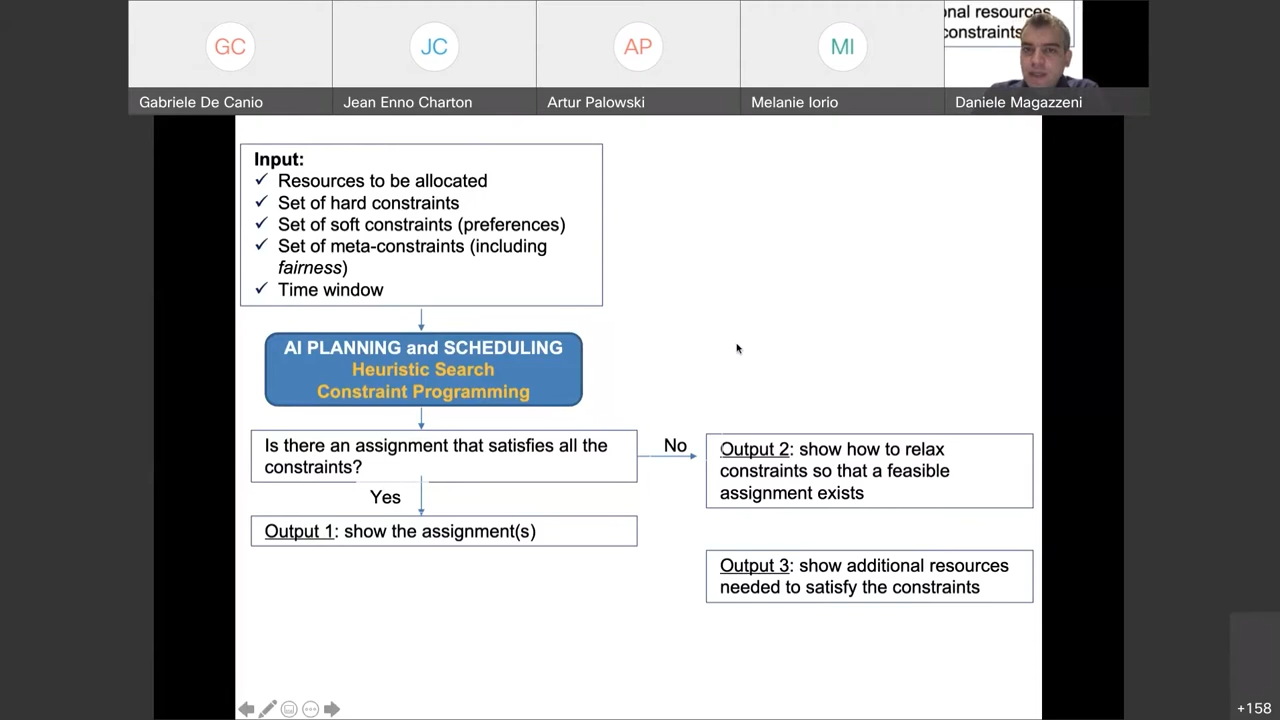 GC
JC
AP
MI
nal resources
constraints
Gabriele De Canio
Jean Enno Charton
Artur Palowski
Melanie Iorio
Daniele Magazzeni
Input:
✓ Resources to be allocated
✓ Set of hard constraints
✓ Set of soft constraints (preferences)
✓ Set of meta-constraints (including
fairness)
✓ Time window
AI PLANNING and SCHEDULING
Heuristic Search
Constraint Programming
Is there an assignment that satisfies all the
constraints?
No
Yes
Output 1: show the assignment(s)
Output 2: show how to relax
constraints so that a feasible
assignment exists
Output 3: show additional resources
needed to satisfy the constraints
+158